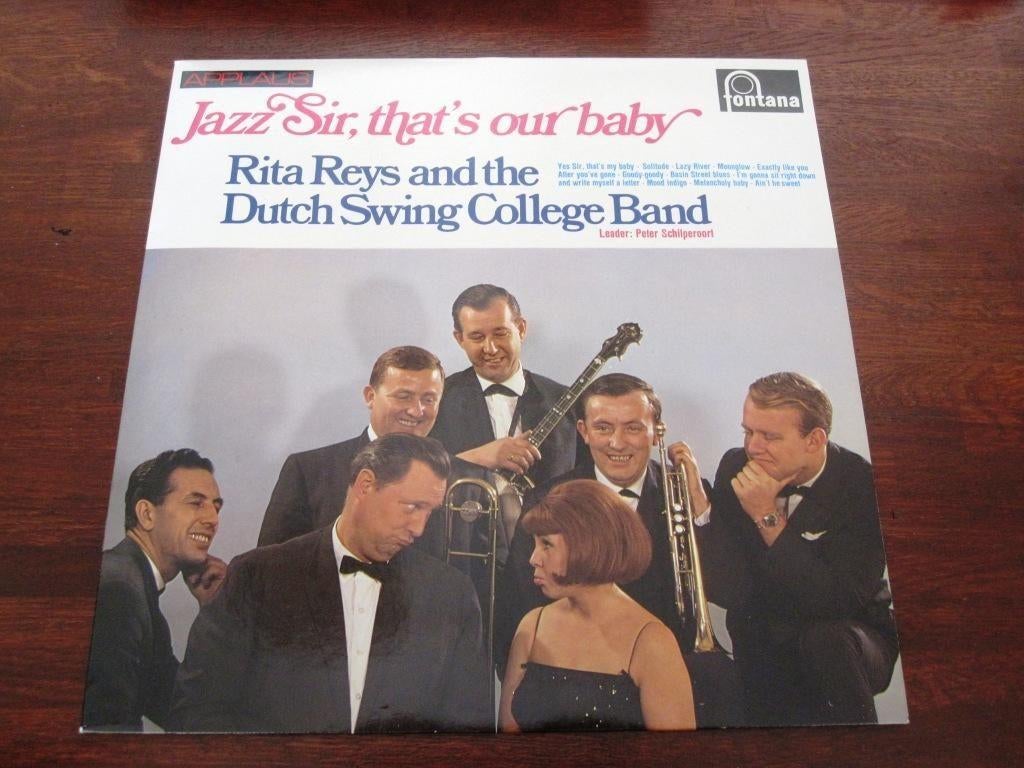 APPLAUS
fontana
Jazz Sir, that's our baby
Rita Reys and the
Dutch Swing College Band
Yes Sir, that's my baby - Solitude - Lazy River - Moonglow - Exactly like you
After you've gone - Goody-goody - Basin Street blues - I'm gonna sit right down
and write myself a letter - Mood indigo - Melancholy baby - Ain't he sweet
Leader: Peter Schilperoort